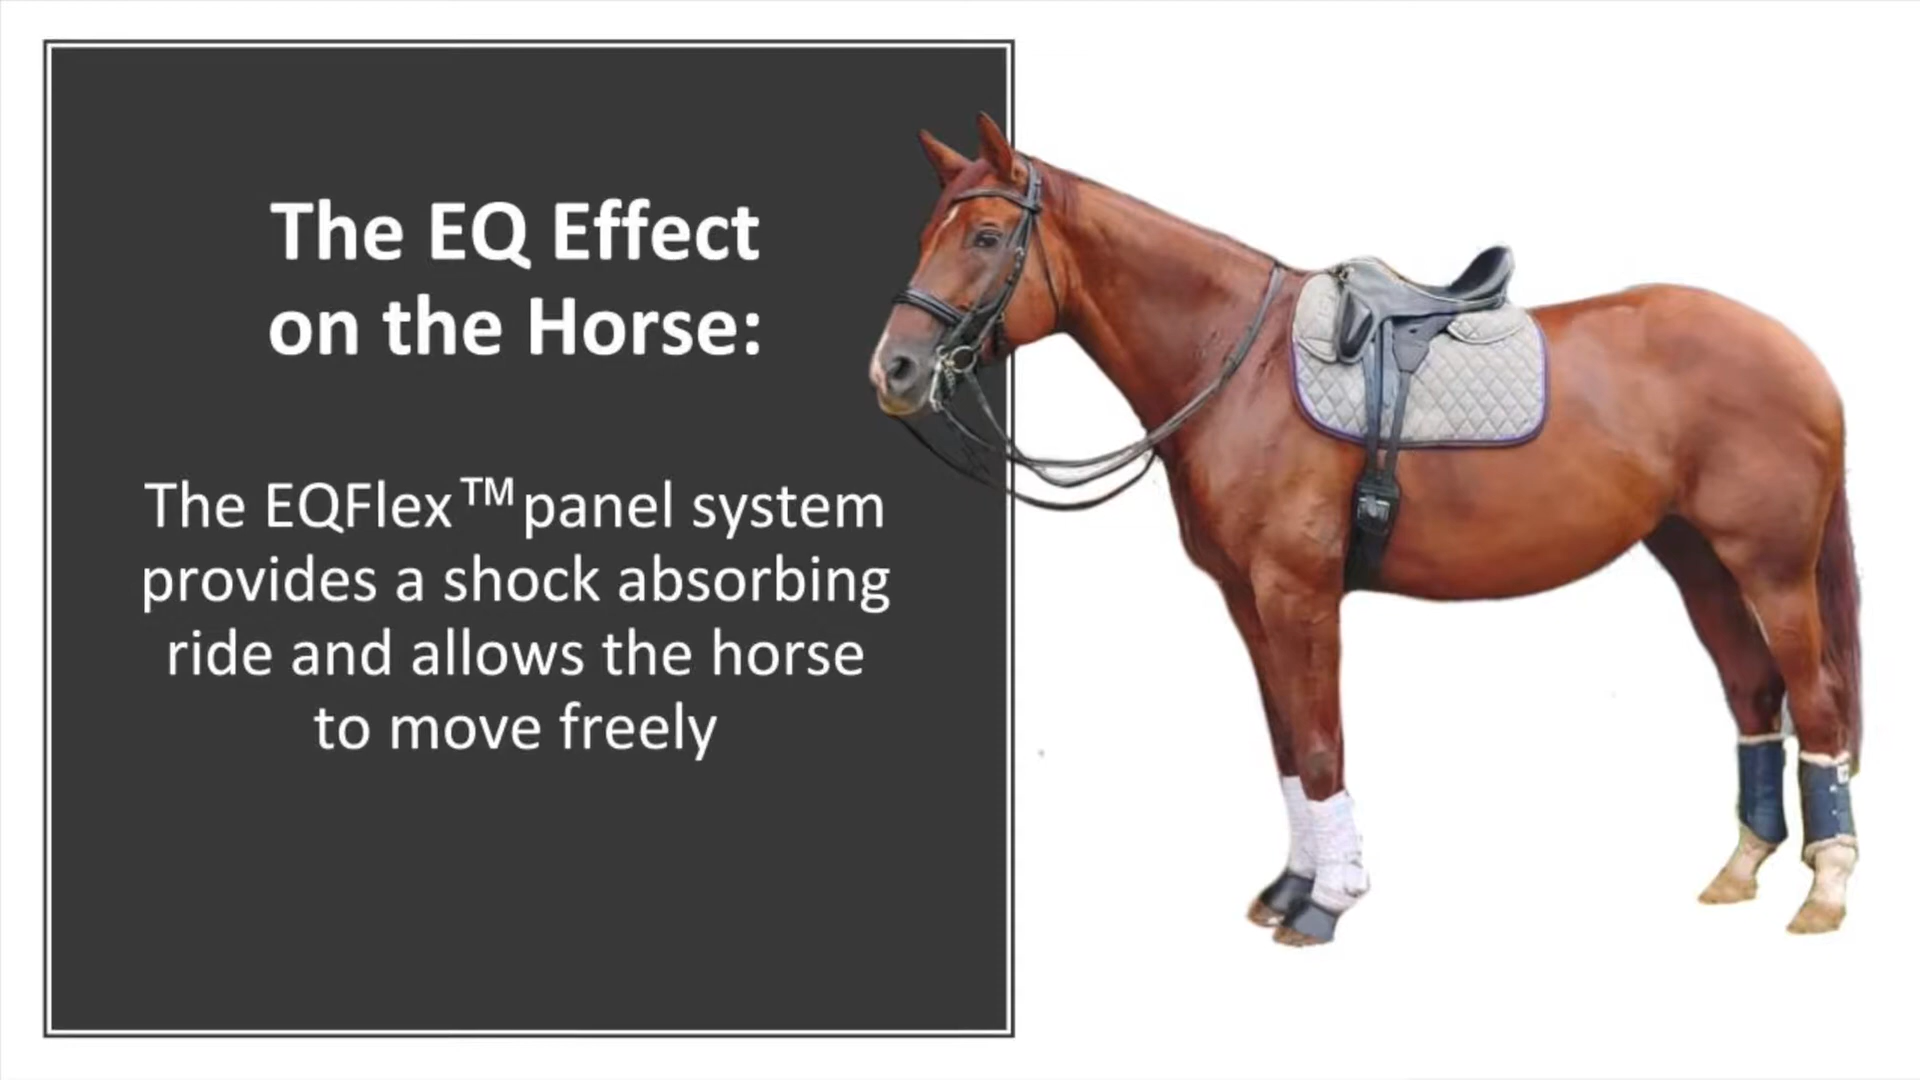 The EQ Effect
on the Horse:
The EQFlex™ panel system
provides a shock absorbing
ride and allows the horse
to move freely